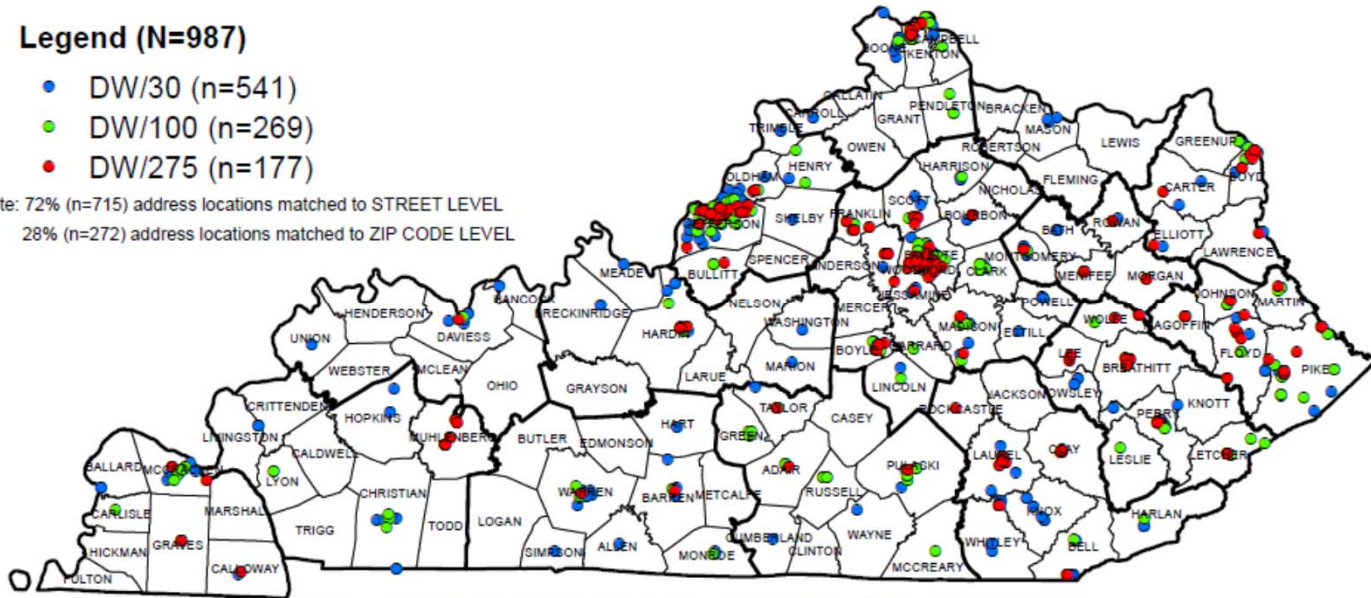 Legend (N=987)
DW/30 (n=541)
DW/100 (n=269)
DW/275 (n=177)
te: 72% (n=715) address locations matched to STREET LEVEL
28% (n=272) address locations matched to ZIP CODE LEVEL
BOONE
CAMPBELL
KENTON
GALLATIN
PENDLETON
BRACKEN
CARROLL
GRANT
MASON
TRIMBLE
LEWIS
GREENUP
OWEN
ROBERTSON
HENRY
HARRISON
BOYD
OLDHAM
NICHOLAS
FLEMING
CARTER
SCOTT
SHELBY
FRANKLIN
BOURBON
ROWAN
JEFFERSON
BATH
ELLIOTT
LAWRENCE
FAYETTE
SPENCER
ANDERSON
WOODFORD
CLARK
MONTGOMERY
MEADE
BULLITT
MENIFEE
MORGAN
HANCOCK
JESSAMINE
JOHNSON
MARTIN
NELSON
MERCER
POWELL
HENDERSON
BRECKINRIDGE
WASHINGTON
MADISON
WOLFE
MAGOFFIN
DAVIESS
HARDIN
ESTILL
UNION
BOYLE
GARRARD
LEE
FLOYD
WEBSTER
MCLEAN
MARION
BREATHITT
PIKE
OHIO
GRAYSON
LARUE
LINCOLN
JACKSON
OWSLEY
KNOTT
CRITTENDEN
HOPKINS
TAYLOR
CASEY
ROCKCASTLE
PERRY
LIVINGSTON
MUHLENBERG
BUTLER
EDMONSON
HART
GREEN
CLAY
BALLARD
MCCRACKEN
CALDWELL
LAUREL
LESLIE
LETCHER
LYON
ADAIR
PULASKI
CHRISTIAN
WARREN
BARREN
METCALFE
RUSSELL
CARLISLE
MARSHALL
KNOX
HARLAN
TRIGG
TODD
LOGAN
WAYNE
CUMBERLAND
GRAVES
SIMPSON
ALLEN
MONROE
CLINTON
WHITLEY
BELL
HICKMAN
MCCREARY
CALLOWAY
FULTON